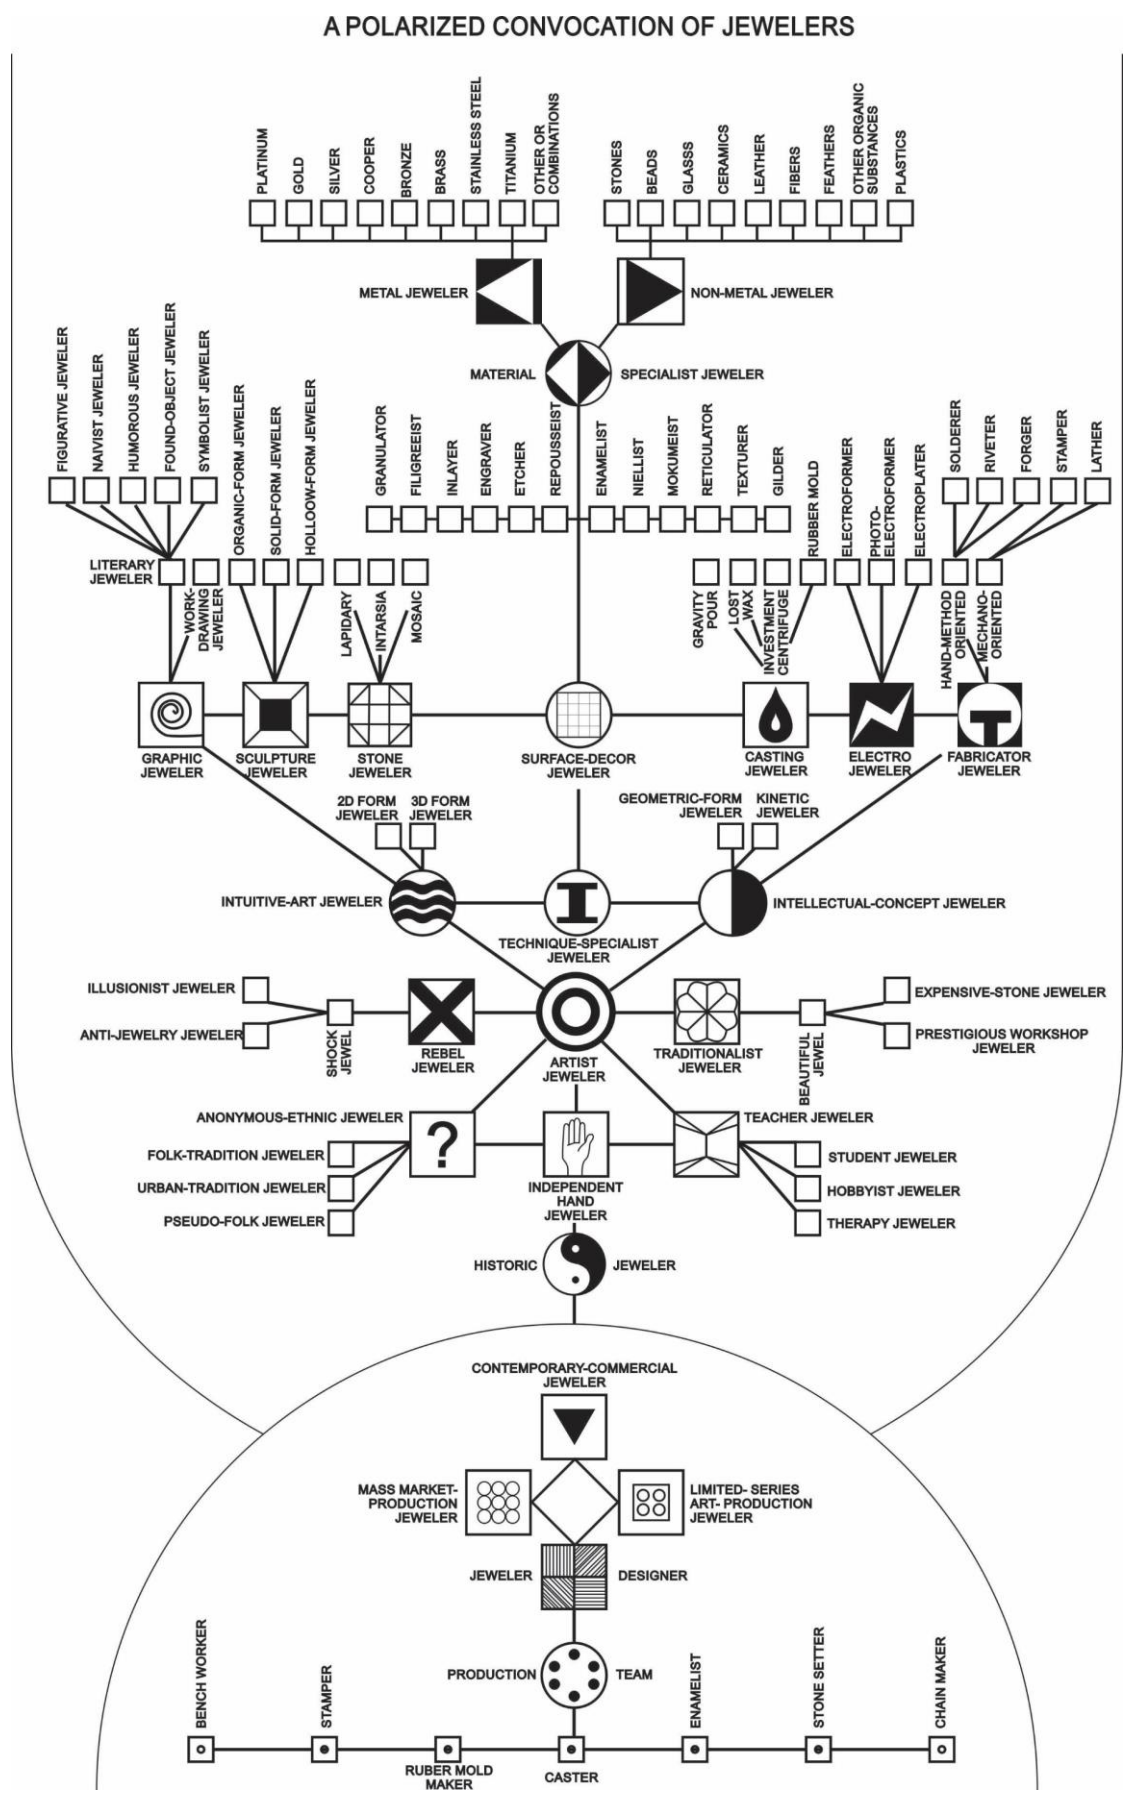 A POLARIZED CONVOCATION OF JEWELERS
PLATINUM
GOLD
SILVER
COOPER
BRONZE
BRASS
STAINLESS STEEL
TITANIUM
OTHER OR
COMBINATIONS
STONES
BEADS
GLASSS
CERAMICS
LEATHER
FIBERS
FEATHERS
OTHER ORGANIC
SUBSTANCES
PLASTICS
METAL JEWELER
NON-METAL JEWELER
MATERIAL
SPECIALIST JEWELER
FIGURATIVE JEWELER
NAIVIST JEWELER
HUMOROUS JEWELER
FOUND-OBJECT JEWELER
SYMBOLIST JEWELER
ORGANIC-FORM JEWELER
SOLID-FORM JEWELER
HOLLOOW-FORM JEWELER
GRANULATOR
FILIGREEIST
INLAYER
ENGRAVER
ETCHER
REPOUSSEIST
ENAMELIST
NIELLIST
MOKUMEIST
RETICULATOR
TEXTURER
GILDER
RUBBER MOLD
ELECTROFORMER
PHOTO-
ELECTROFORMER
ELECTROPLATER
SOLDERER
RIVETER
FORGER
STAMPER
LATHER
LITERARY
JEWELER
WORK-
DRAWING
JEWELER
LAPIDARY
INTARSIA
MOSAIC
GRAVITY
POUR
LOST
WAX
INVESTMENT
CENTRIFUGE
HAND-METHOD
ORIENTED
MECHANO-
ORIENTED
GRAPHIC
JEWELER
SCULPTURE
JEWELER
STONE
JEWELER
SURFACE-DECOR
JEWELER
CASTING
JEWELER
ELECTRO
JEWELER
FABRICATOR
JEWELER
2D FORM
JEWELER
3D FORM
JEWELER
GEOMETRIC-FORM
JEWELER
KINETIC
JEWELER
INTUITIVE-ART JEWELER
INTELLECTUAL-CONCEPT JEWELER
TECHNIQUE-SPECIALIST
JEWELER
ILLUSIONIST JEWELER
ANTI-JEWELRY JEWELER
SHOCK
JEWEL
REBEL
JEWELER
ARTIST
JEWELER
TRADITIONALIST
JEWELER
BEAUTIFUL
JEWEL
EXPENSIVE-STONE JEWELER
PRESTIGIOUS WORKSHOP
JEWELER
ANONYMOUS-ETHNIC JEWELER
?
TEACHER JEWELER
FOLK-TRADITION JEWELER
URBAN-TRADITION JEWELER
PSEUDO-FOLK JEWELER
INDEPENDENT
HAND
JEWELER
STUDENT JEWELER
HOBBYIST JEWELER
THERAPY JEWELER
HISTORIC
JEWELER
CONTEMPORARY-COMMERCIAL
JEWELER
MASS MARKET-
PRODUCTION
JEWELER
LIMITED- SERIES
ART- PRODUCTION
JEWELER
JEWELER
DESIGNER
PRODUCTION
TEAM
BENCH WORKER
STAMPER
RUBER MOLD
MAKER
CASTER
ENAMELIST
STONE SETTER
CHAIN MAKER